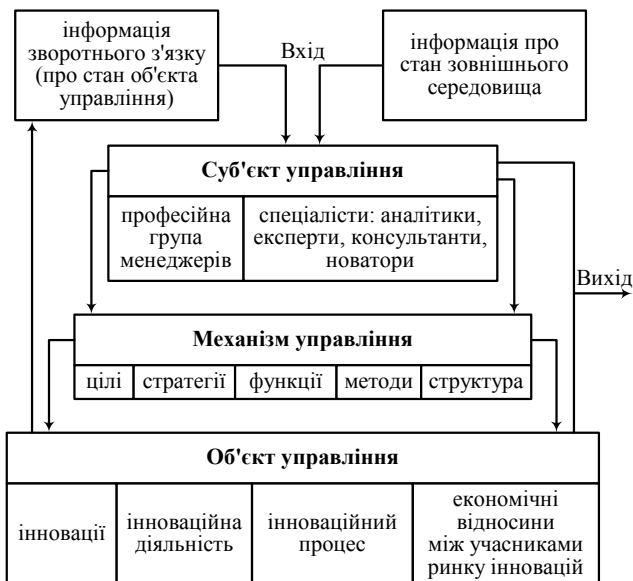 інформація
зворотнього з'язку
(про стан об'єкта
управління)
Вхід
інформація про
стан зовнішнього
середовища
Суб'єкт управління
професійна
група
менеджерів
спеціалісти: аналітики,
експерти, консультанти,
новатори
Вихід
Механізм управління
цілі
стратегії
функції
методи
структура
Об'єкт управління
інновації
інноваційна
діяльність
інноваційний
процес
економічні
відносини
між учасниками
ринку інновацій